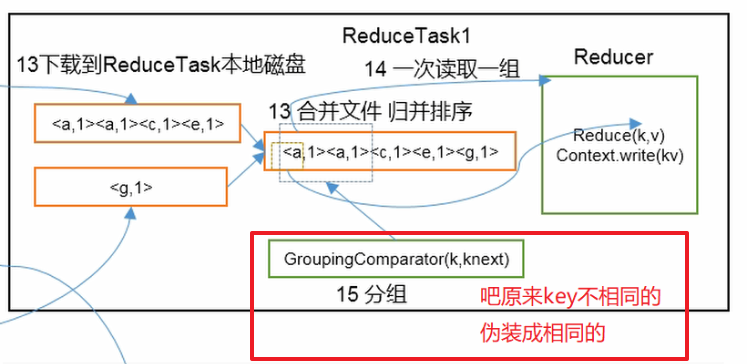 ReduceTask1
13下载到ReduceTask本地磁盘
14 一次读取一组
Reducer
<a,1><a,1><c,1><e,1>
13 合并文件 归并排序
<a,1><a,1><c,1><e,1><g,1>
Reduce(k,v)
Context.write(kv)
<g,1>
GroupingComparator(k,knext)
15 分组
吧原来key不相同的
伪装成相同的